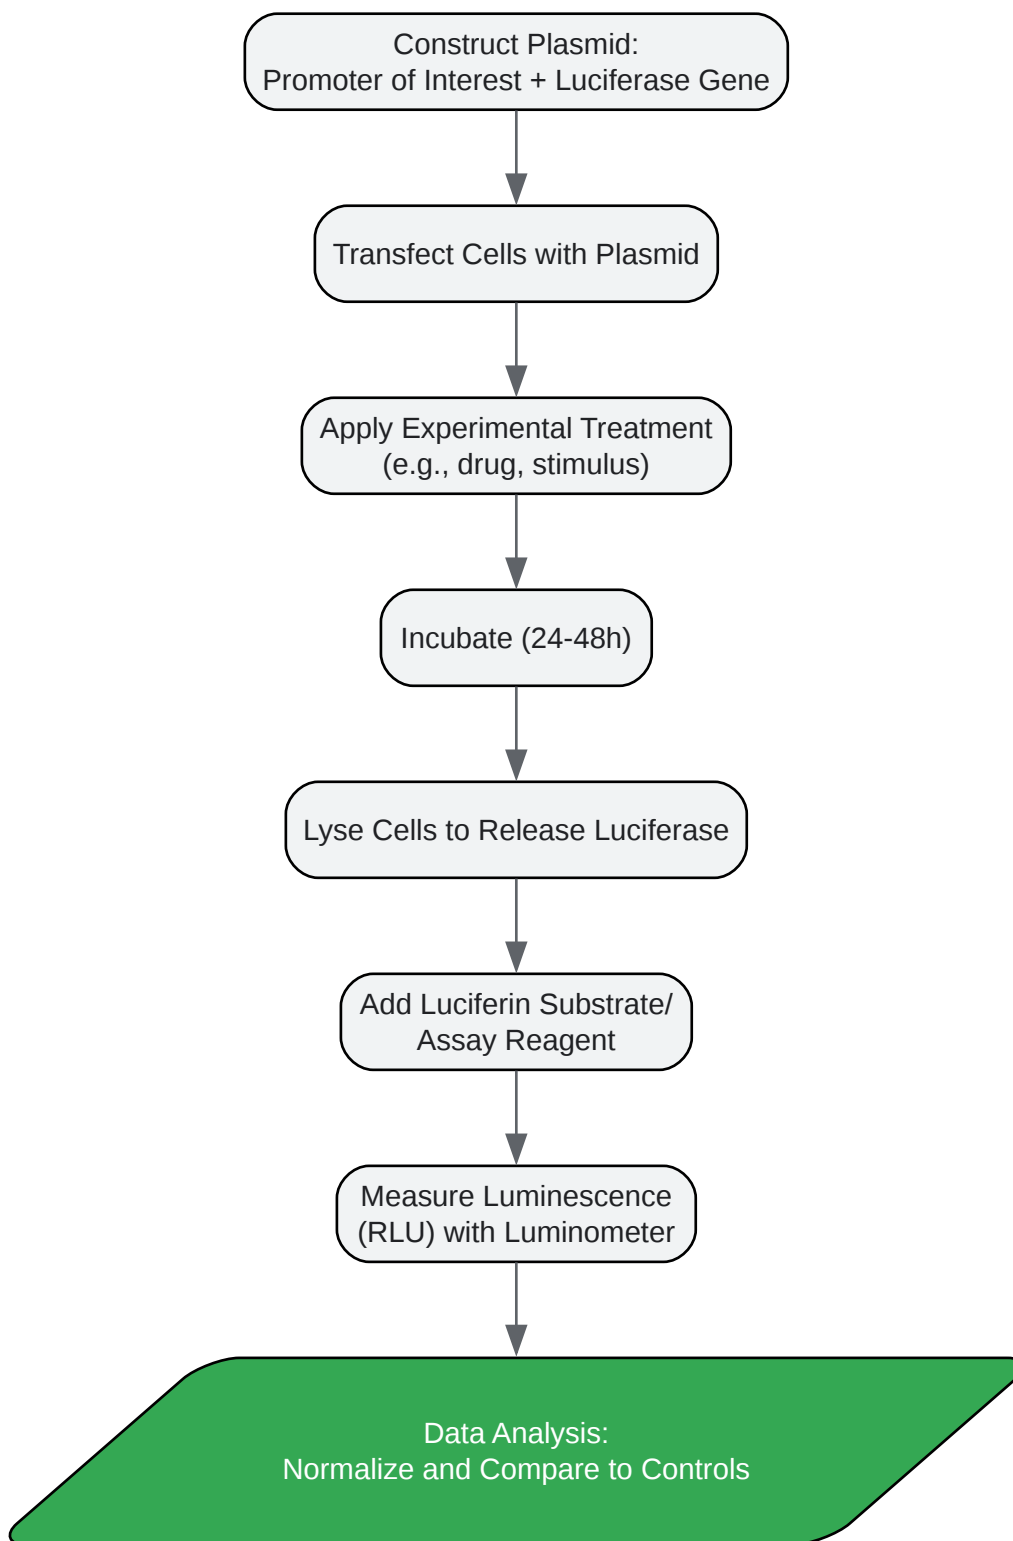 Construct Plasmid:
Promoter of Interest + Luciferase Gene
Transfect Cells with Plasmid
Apply Experimental Treatment
(e.g., drug, stimulus)
Incubate (24-48h)
Lyse Cells to Release Luciferase
Add Luciferin Substrate/
Assay Reagent
Measure Luminescence
(RLU) with Luminometer
Data Analysis:
Normalize and Compare to Controls